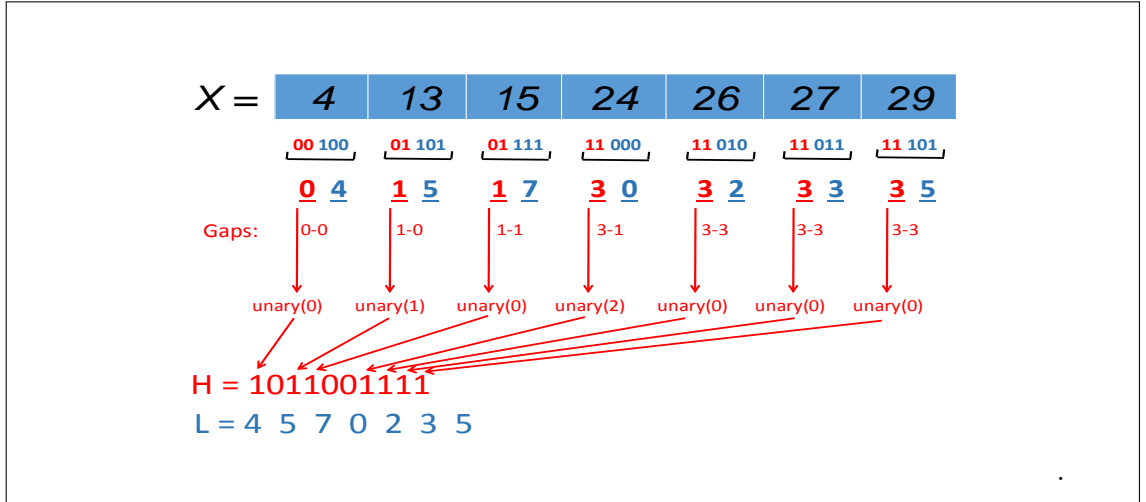 X = 4 13 15 24 26 27 29
00 100 01 101 01 111 11 000 11 010 11 011 11 101
0 4 1 5 1 7 3 0 3 2 3 3 3 5
Gaps: 0-0 1-0 1-1 3-1 3-3 3-3 3-3
unary(0) unary(1) unary(0) unary(2) unary(0) unary(0) unary(0)
H = 1011001111
L = 4 5 7 0 2 3 5
.